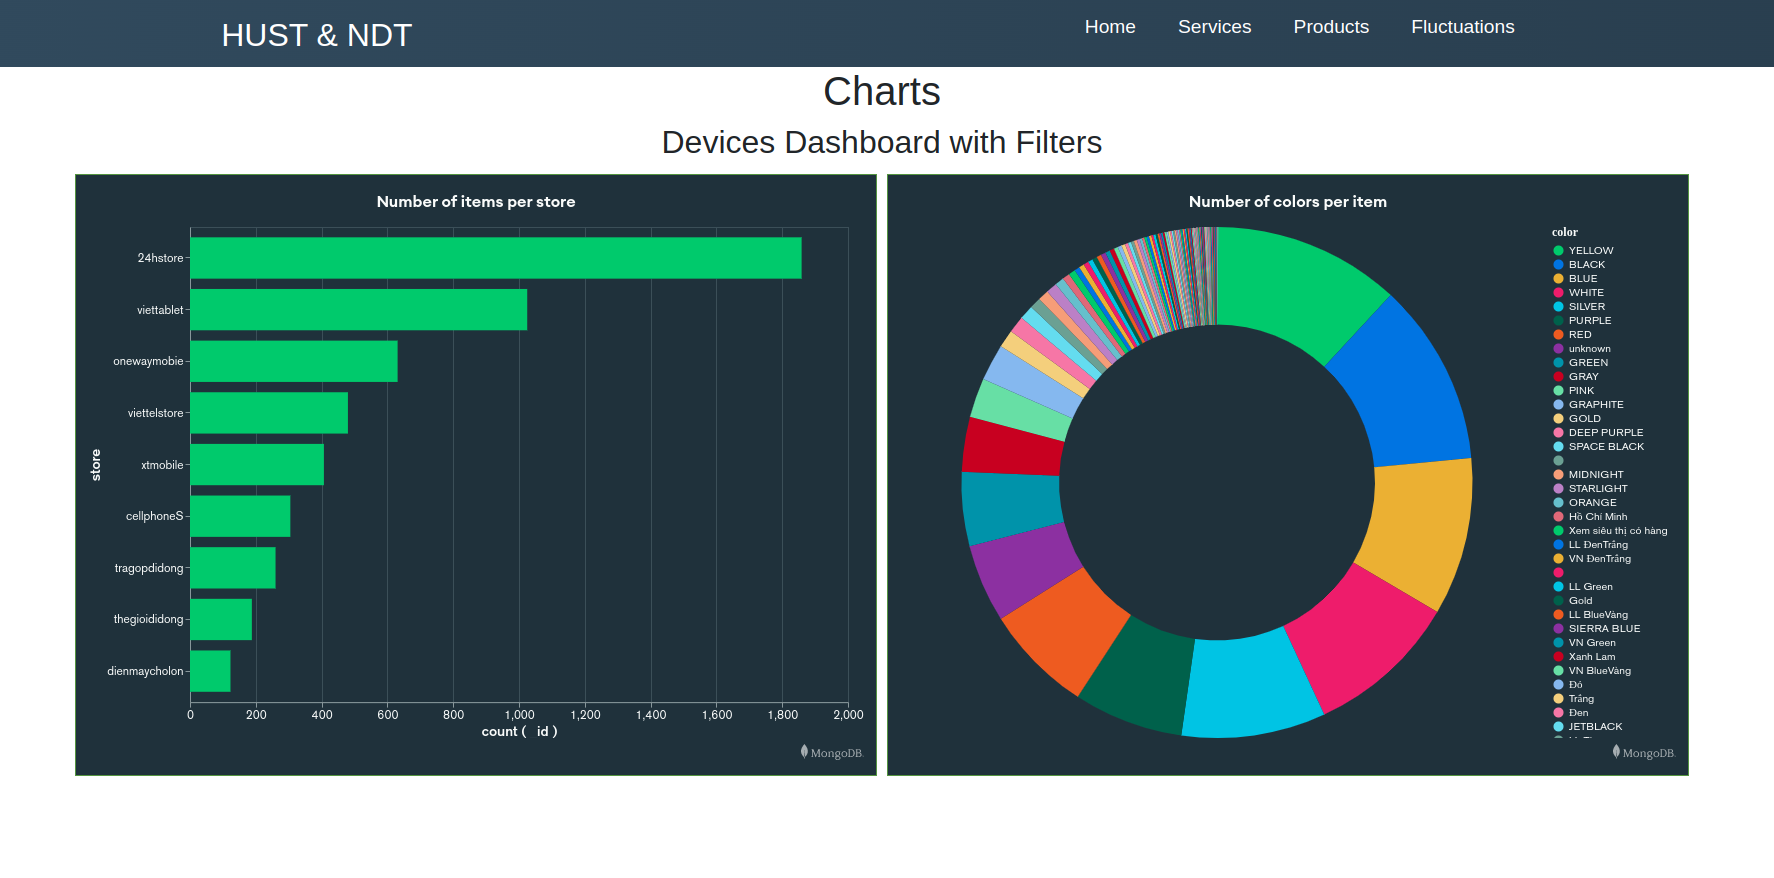 HUST & NDT
Home Services Products Fluctuations
Charts
Devices Dashboard with Filters
Number of items per store
store
24hstore
viettablet
onewaymobie
viettelstore
xtmobile
cellphoneS
tragopdidong
thegioididong
dienmaycholon
0 200 400 600 800 1,000 1,200 1,400 1,600 1,800 2,000
count ( id )
MongoDB.
Number of colors per item
color
YELLOW
BLACK
BLUE
WHITE
SILVER
PURPLE
RED
unknown
GREEN
GRAY
PINK
GRAPHITE
GOLD
DEEP PURPLE
SPACE BLACK
MIDNIGHT
STARLIGHT
ORANGE
Hồ Chí Minh
Xem siêu thị có hàng
LL ĐenTrắng
VN ĐenTrắng
LL Green
Gold
LL BlueVàng
SIERRA BLUE
VN Green
Xanh Lam
VN BlueVàng
Đỏ
Trắng
Đen
JETBLACK
MongoDB.